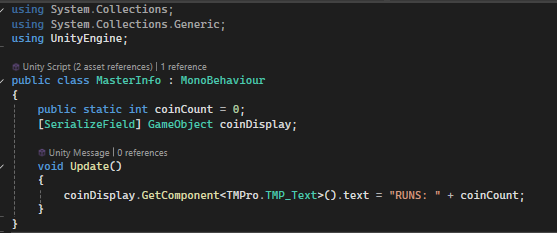 using System.Collections;
using System.Collections.Generic;
using UnityEngine;
Unity Script (2 asset references) | 1 reference
public class MasterInfo : MonoBehaviour
{
public static int coinCount = 0;
[SerializeField] GameObject coinDisplay;
Unity Message | 0 references
void Update()
{
coinDisplay.GetComponent<TMPro.TMP_Text>().text = "RUNS: " + coinCount;
}
}